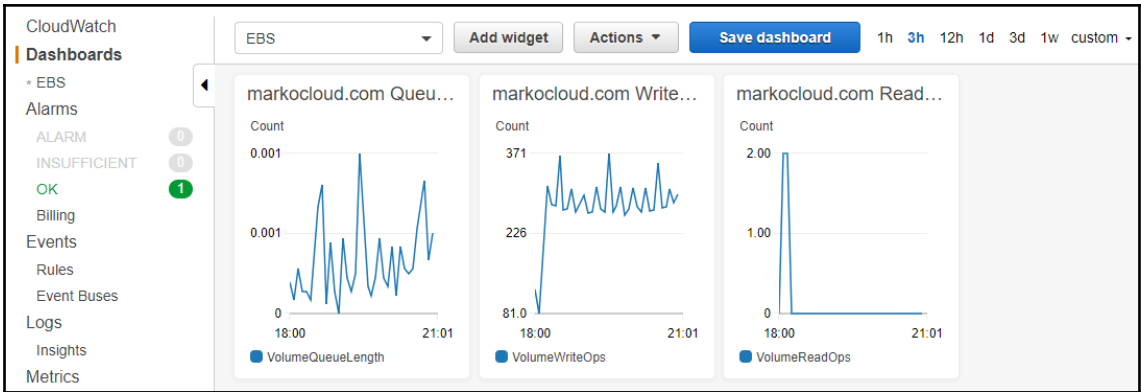 CloudWatch
Dashboards
* EBS
Alarms
ALARM 0
INSUFFICIENT 0
OK 1
Billing
Events
Rules
Event Buses
Logs
Insights
Metrics
EBS Add widget Actions Save dashboard 1h 3h 12h 1d 3d 1w custom
markocloud.com Queu...
Count
0.001
0.001
0
18:00 21:01
VolumeQueueLength
markocloud.com Write...
Count
371
226
81.0
18:00 21:01
VolumeWriteOps
markocloud.com Read...
Count
2.00
1.00
0
18:00 21:01
VolumeReadOps